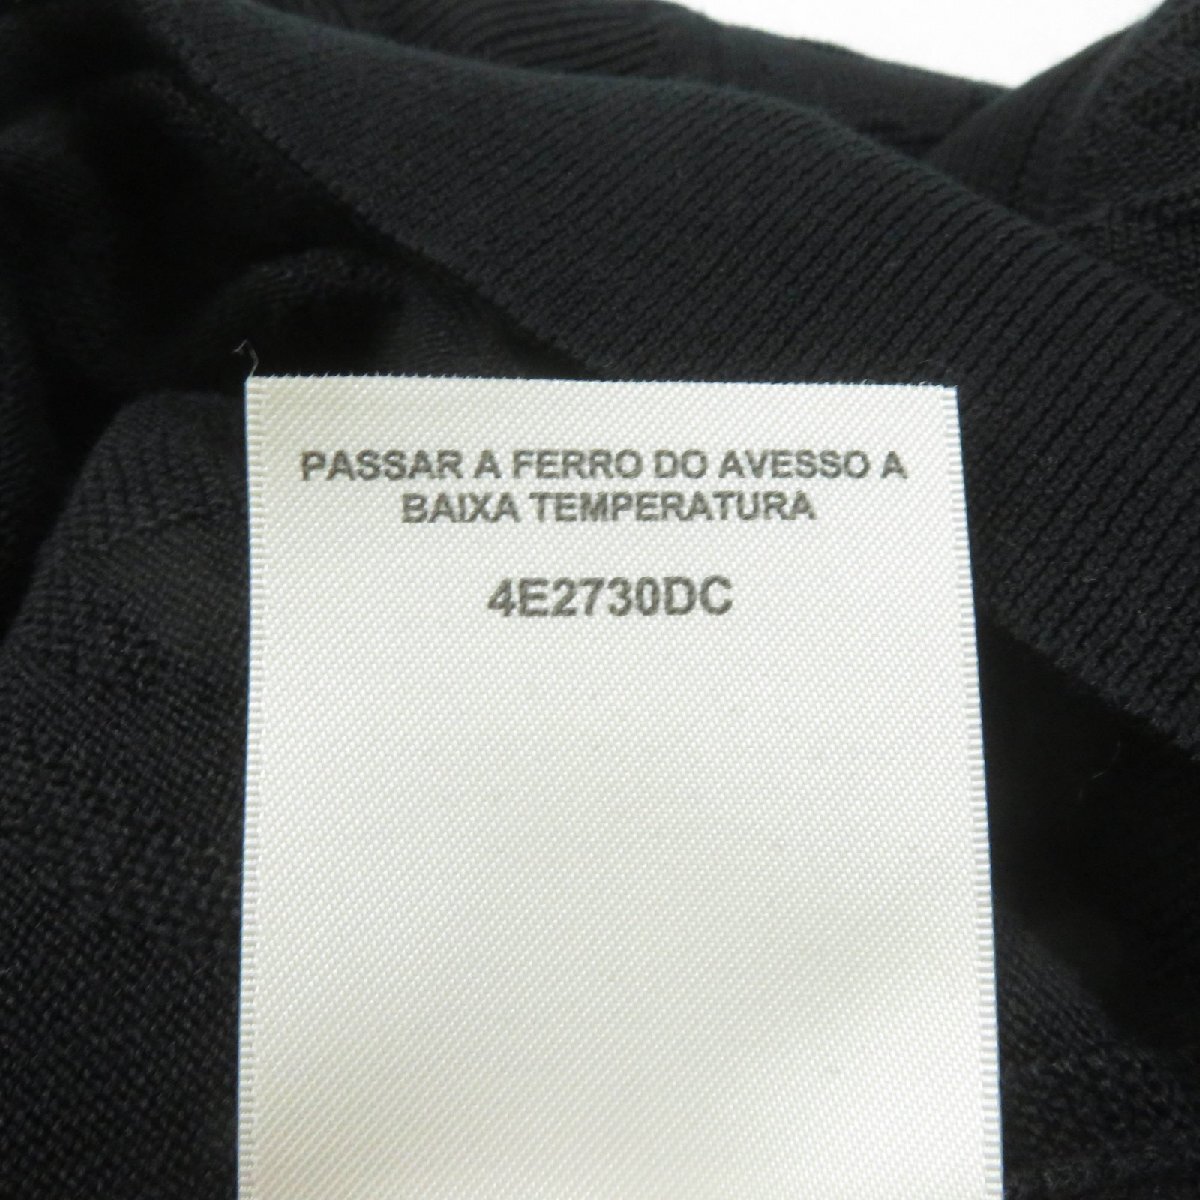 PASSAR A FERRO DO AVESSO A
BAIXA TEMPERATURA
4E2730DC